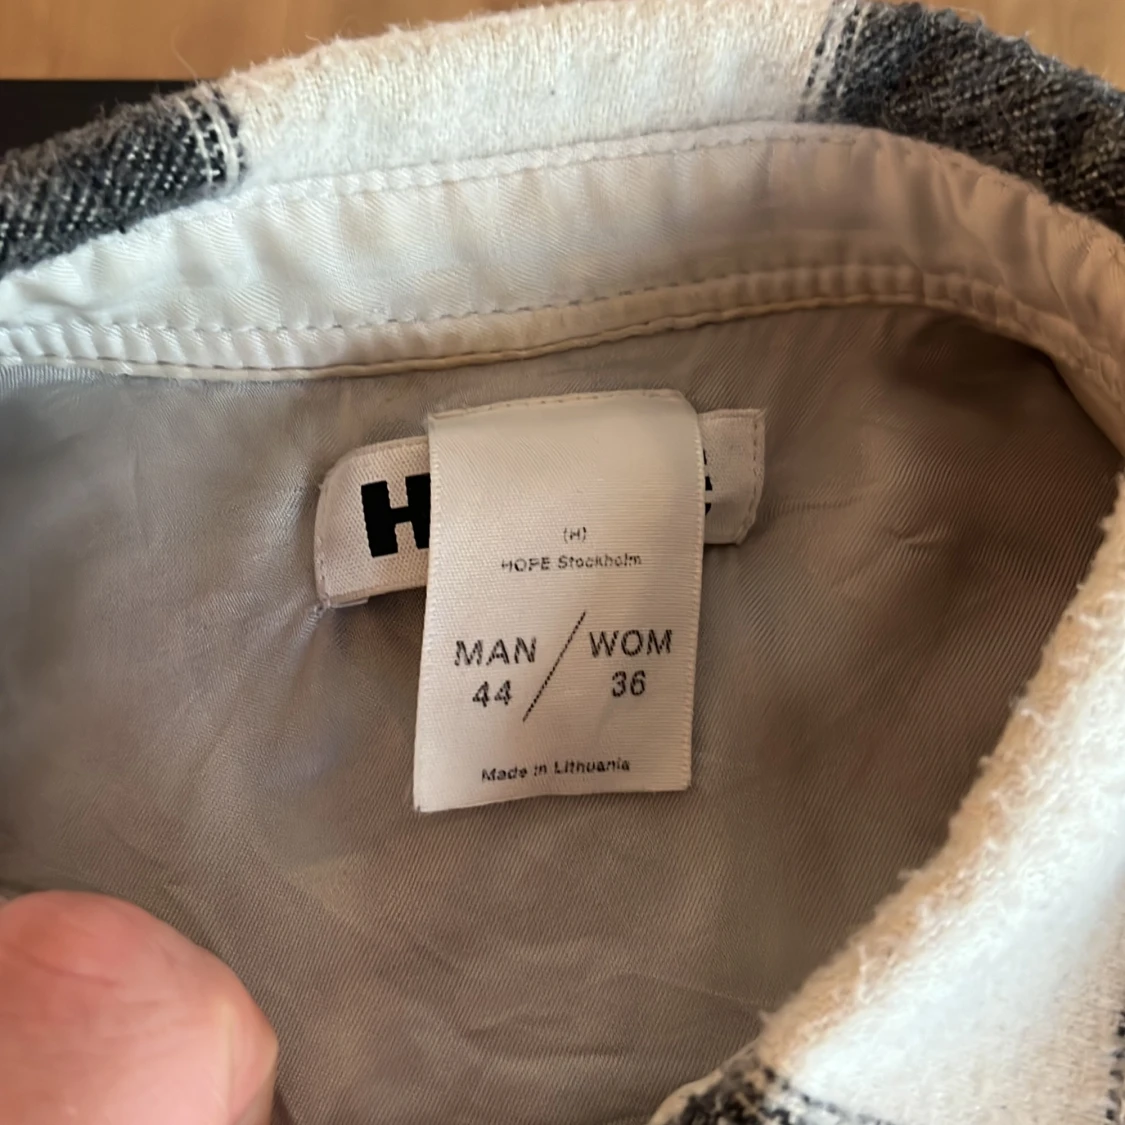 H
(H)
HOPE Stockholm
MAN / WOM
44 / 36
Made in Lithuania